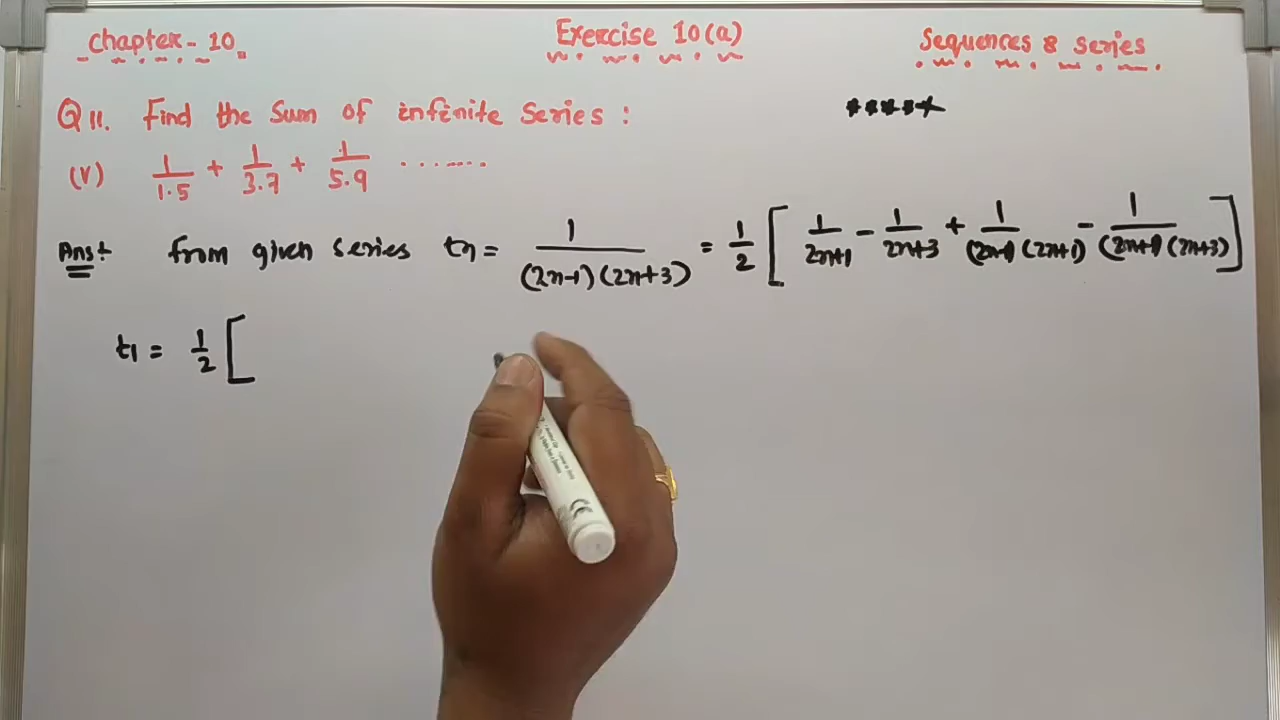 Chapter-10 Exercise 10(a) Sequences & Series
Q11. Find the Sum of infinite Series : *****
(V) 1/1.5 + 1/3.7 + 1/5.9 .......
Ans: from given series tn = 1/(2n-1)(2n+3) = 1/2 [ 1/2n+1 - 1/2n+3 + 1/(2n-1)(2n+1) - 1/(2n+1)(2n+3) ]
t1 = 1/2 [
CE